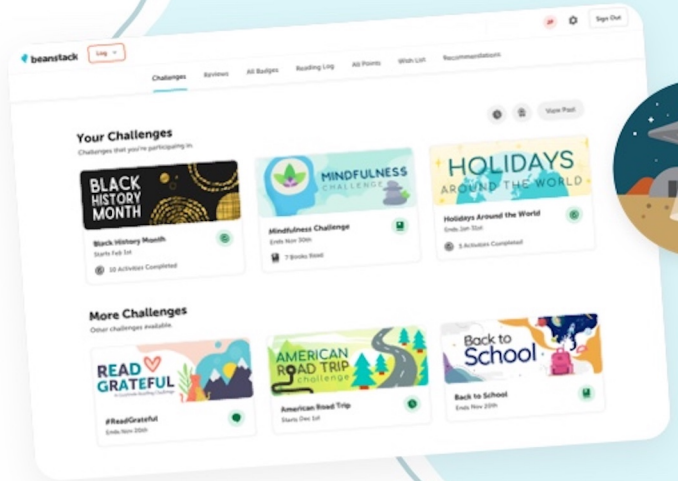 beanstack
Log
Sign Out
Challenges
Reviews
All Badges
Reading Log
All Points
Wish List
Recommendations
View Past
Your Challenges
Challenges that you're participating in.
BLACK
HISTORY
MONTH
Black History Month
Starts Feb 1st
10 Activities Completed
MINDFULNESS
CHALLENGE
Mindfulness Challenge
Ends Nov 30th
7 Books Read
HOLIDAYS
AROUND THE WORLD
Holidays Around the World
Ends Jan 31st
5 Activities Completed
More Challenges
Other challenges available.
READ
GRATEFUL
#ReadGrateful
AMERICAN
ROAD TRIP
challenge
American Road Trip
Starts Dec 1st
Back to
School
Back to School
Ends Nov 20th